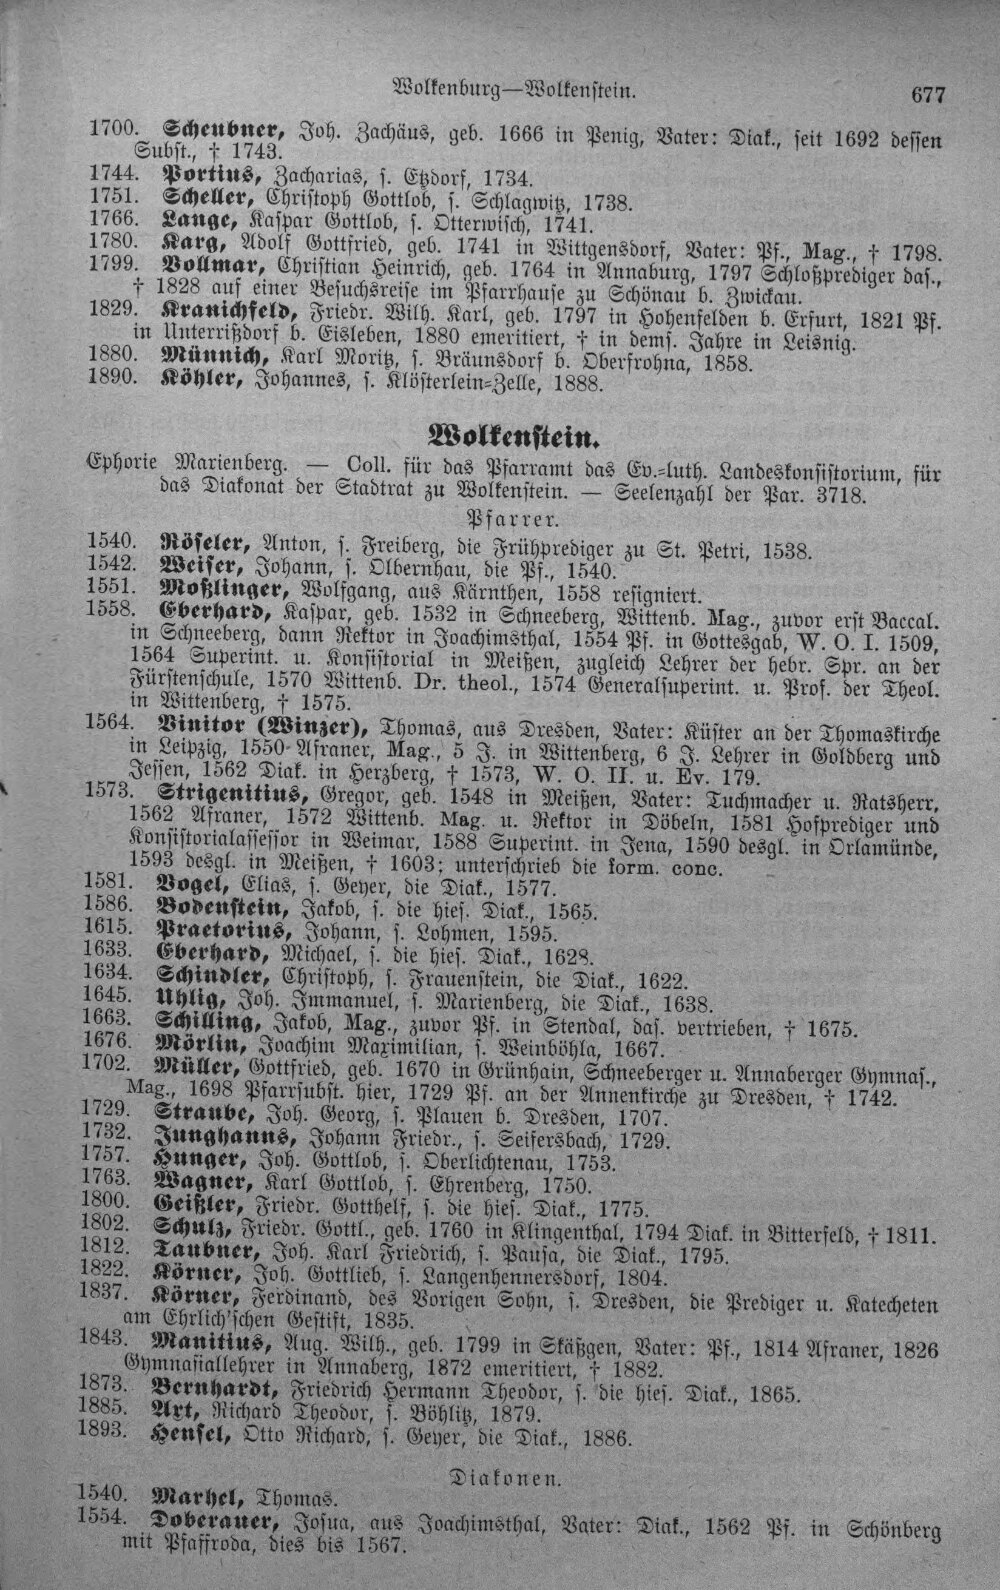 Wolkenburg—Wolkenstein. 677
1700. Scheubner, Joh. Zachäus, geb. 1666 in Penig, Vater: Diak., seit 1692 dessen
Subst., † 1743.
1744. Portius, Zacharias, s. Etzdorf, 1734.
1751. Scheller, Christoph Gottlob, s. Schlagwitz, 1738.
1766. Lange, Kaspar Gottlob, s. Otterwisch, 1741.
1780. Karg, Adolf Gottfried, geb. 1741 in Wittgensdorf, Vater: Pf., Mag., † 1798.
1799. Vollmar, Christian Heinrich, geb. 1764 in Annaburg, 1797 Schloßprediger das.,
† 1828 auf einer Besuchsreise im Pfarrhause zu Schönau b. Zwickau.
1829. Kranichfeld, Friedr. Wilh. Karl, geb. 1797 in Hohenfelden b. Erfurt, 1821 Pf.
in Unterrißdorf b. Eisleben, 1880 emeritiert, † in dems. Jahre in Leisnig.
1880. Münnich, Karl Moritz, s. Bräunsdorf b. Oberfrohna, 1858.
1890. Köhler, Johannes, s. Klösterlein-Zelle, 1888.
Wolkenstein.
Ephorie Marienberg. — Coll. für das Pfarramt das Ev.-luth. Landeskonsistorium, für
das Diakonat der Stadtrat zu Wolkenstein. — Seelenzahl der Par. 3718.
Pfarrer.
1540. Röseler, Anton, s. Freiberg, die Frühprediger zu St. Petri, 1538.
1542. Weiser, Johann, s. Olbernhau, die Pf., 1540.
1551. Moßlinger, Wolfgang, aus Kärnthen, 1558 resigniert.
1558. Eberhard, Kaspar, geb. 1532 in Schneeberg, Wittenb. Mag., zuvor erst Baccal.
in Schneeberg, dann Rektor in Joachimsthal, 1554 Pf. in Gottesgab, W. O. I. 1509,
1564 Superint. u. Konsistorial in Meißen, zugleich Lehrer der hebr. Spr. an der
Fürstenschule, 1570 Wittenb. Dr. theol., 1574 Generalsuperint. u. Prof. der Theol.
in Wittenberg, † 1575.
1564. Vinitor (Winzer), Thomas, aus Dresden, Vater: Küster an der Thomaskirche
in Leipzig, 1550 Afraner, Mag., 5 J. in Wittenberg, 6 J. Lehrer in Goldberg und
Jessen, 1562 Diak. in Herzberg, † 1573, W. O. II. u. Ev. 179.
1573. Strigenitius, Gregor, geb. 1548 in Meißen, Vater: Tuchmacher u. Ratsherr,
1562 Afraner, 1572 Wittenb. Mag. u. Rektor in Döbeln, 1581 Hofprediger und
Konsistorialassessor in Weimar, 1588 Superint. in Jena, 1590 desgl. in Orlamünde,
1593 desgl. in Meißen, † 1603; unterschrieb die form. conc.
1581. Vogel, Elias, s. Geyer, die Diak., 1577.
1586. Bodenstein, Jakob, s. die hies. Diak., 1565.
1615. Praetorius, Johann, s. Lohmen, 1595.
1633. Eberhard, Michael, s. die hies. Diak., 1628.
1634. Schindler, Christoph, s. Frauenstein, die Diak., 1622.
1645. Uhlig, Joh. Immanuel, s. Marienberg, die Diak., 1638.
1663. Schilling, Jakob, Mag., zuvor Pf. in Stendal, das. vertrieben, † 1675.
1676. Mörlin, Joachim Maximilian, s. Weinböhla, 1667.
1702. Müller, Gottfried, geb. 1670 in Grünhain, Schneeberger u. Annaberger Gymnas.,
Mag., 1698 Pfarrsubst. hier, 1729 Pf. an der Annenkirche zu Dresden, † 1742.
1729. Straube, Joh. Georg, s. Plauen b. Dresden, 1707.
1732. Junghanns, Johann Friedr., s. Seifersbach, 1729.
1757. Hunger, Joh. Gottlob, s. Oberlichtenau, 1753.
1763. Wagner, Karl Gottlob, s. Ehrenberg, 1750.
1800. Geißler, Friedr. Gotthelf, s. die hies. Diak., 1775.
1802. Schulz, Friedr. Gottl., geb. 1760 in Klingenthal, 1794 Diak. in Bitterfeld, † 1811.
1812. Taubner, Joh. Karl Friedrich, s. Pausa, die Diak., 1795.
1822. Körner, Joh. Gottlieb, s. Langenhennersdorf, 1804.
1837. Körner, Ferdinand, des Vorigen Sohn, s. Dresden, die Prediger u. Katecheten
am Ehrlich'schen Gestift, 1835.
1843. Manitius, Aug. Wilh., geb. 1799 in Skäßgen, Vater: Pf., 1814 Afraner, 1826
Gymnasiallehrer in Annaberg, 1872 emeritiert, † 1882.
1873. Bernhardt, Friedrich Hermann Theodor, s. die hies. Diak., 1865.
1885. Axt, Richard Theodor, s. Böhlitz, 1879.
1893. Hensel, Otto Richard, s. Geyer, die Diak., 1886.
Diakonen.
1540. Marhel, Thomas.
1554. Doberauer, Josua, aus Joachimsthal, Vater: Diak., 1562 Pf. in Schönberg
mit Pfaffroda, dies bis 1567.